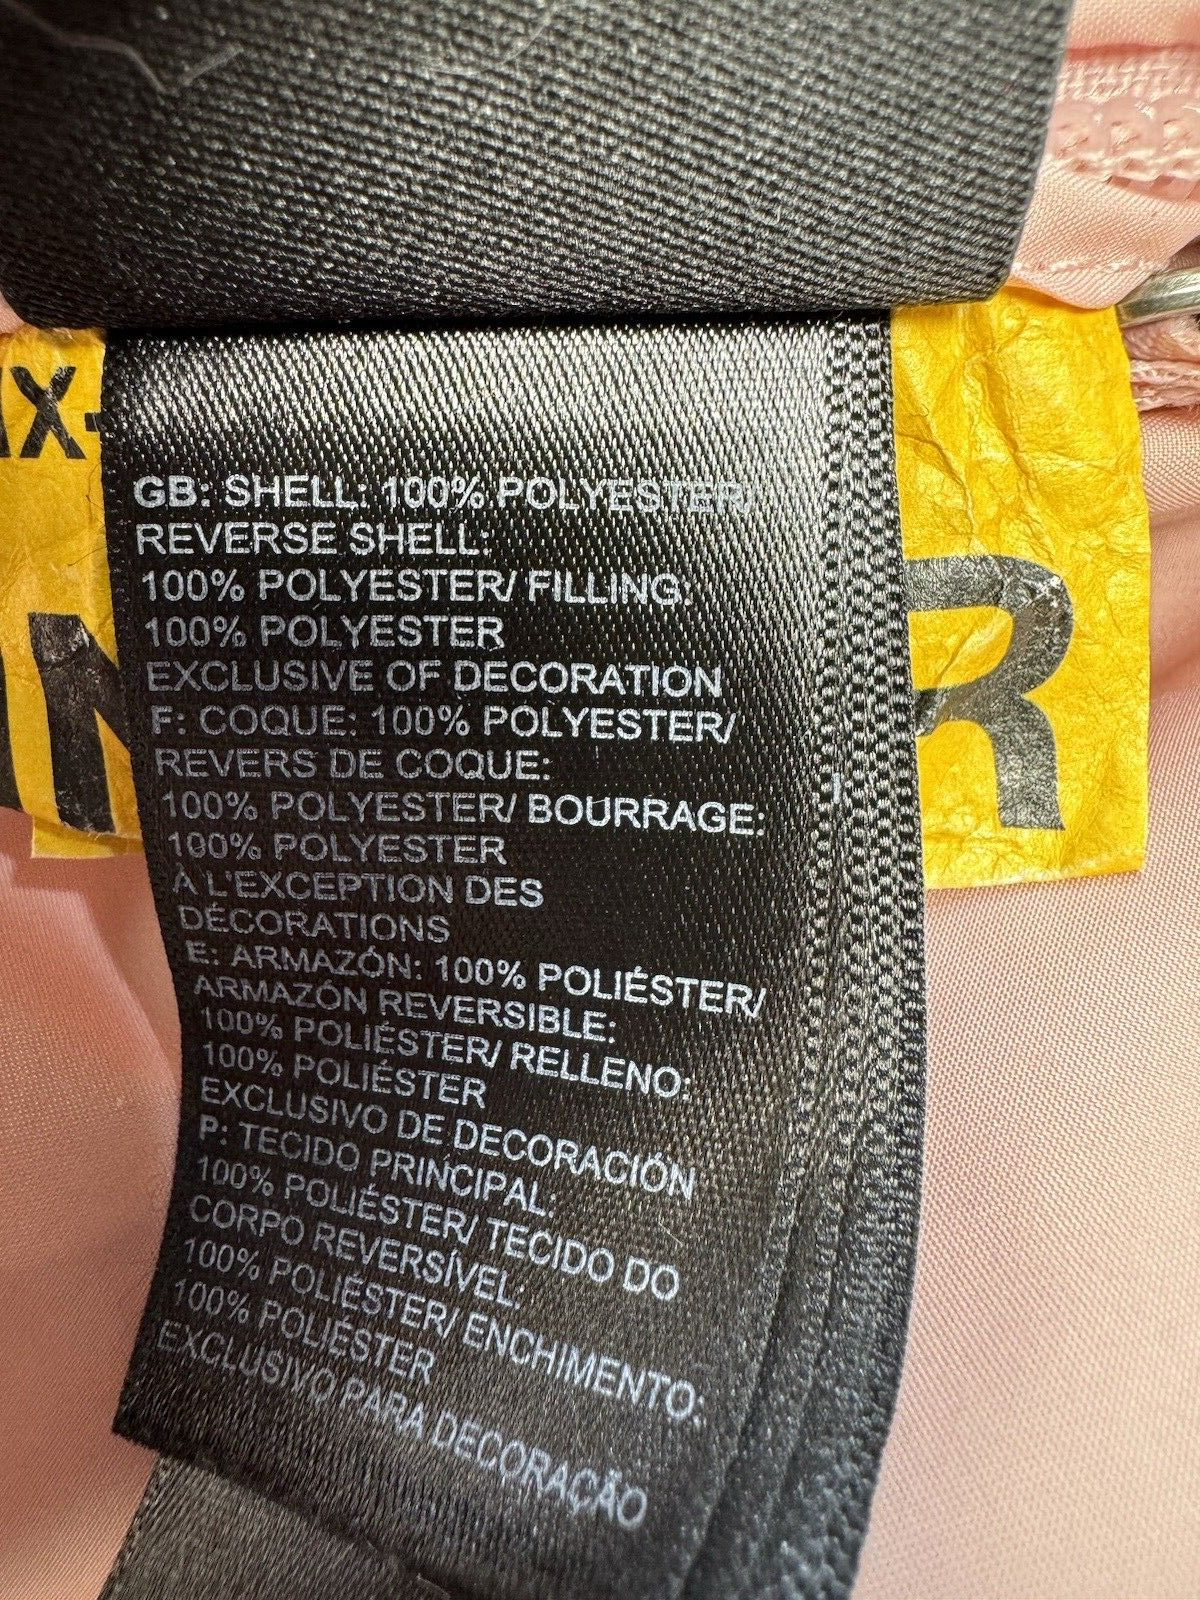 IX-
GB: SHELL: 100% POLYESTER/
REVERSE SHELL:
100% POLYESTER/ FILLING:
100% POLYESTER
EXCLUSIVE OF DECORATION
F: COQUE: 100% POLYESTER/
REVERS DE COQUE:
100% POLYESTER/ BOURRAGE:
100% POLYESTER
À L'EXCEPTION DES
DÉCORATIONS
E: ARMAZÓN: 100% POLIÉSTER/
ARMAZÓN REVERSIBLE:
100% POLIÉSTER/ RELLENO:
100% POLIÉSTER
EXCLUSIVO DE DECORACIÓN
P: TECIDO PRINCIPAL:
100% POLIÉSTER/ TECIDO DO
CORPO REVERSÍVEL:
100% POLIÉSTER/ ENCHIMENTO:
100% POLIÉSTER
EXCLUSIVO PARA DECORAÇÃO
R